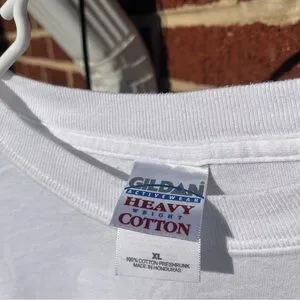 GILDAN
ACTIVEWEAR
HEAVY
WEIGHT
COTTON
XL
100% COTTON PRESHRUNK
MADE IN HONDURAS